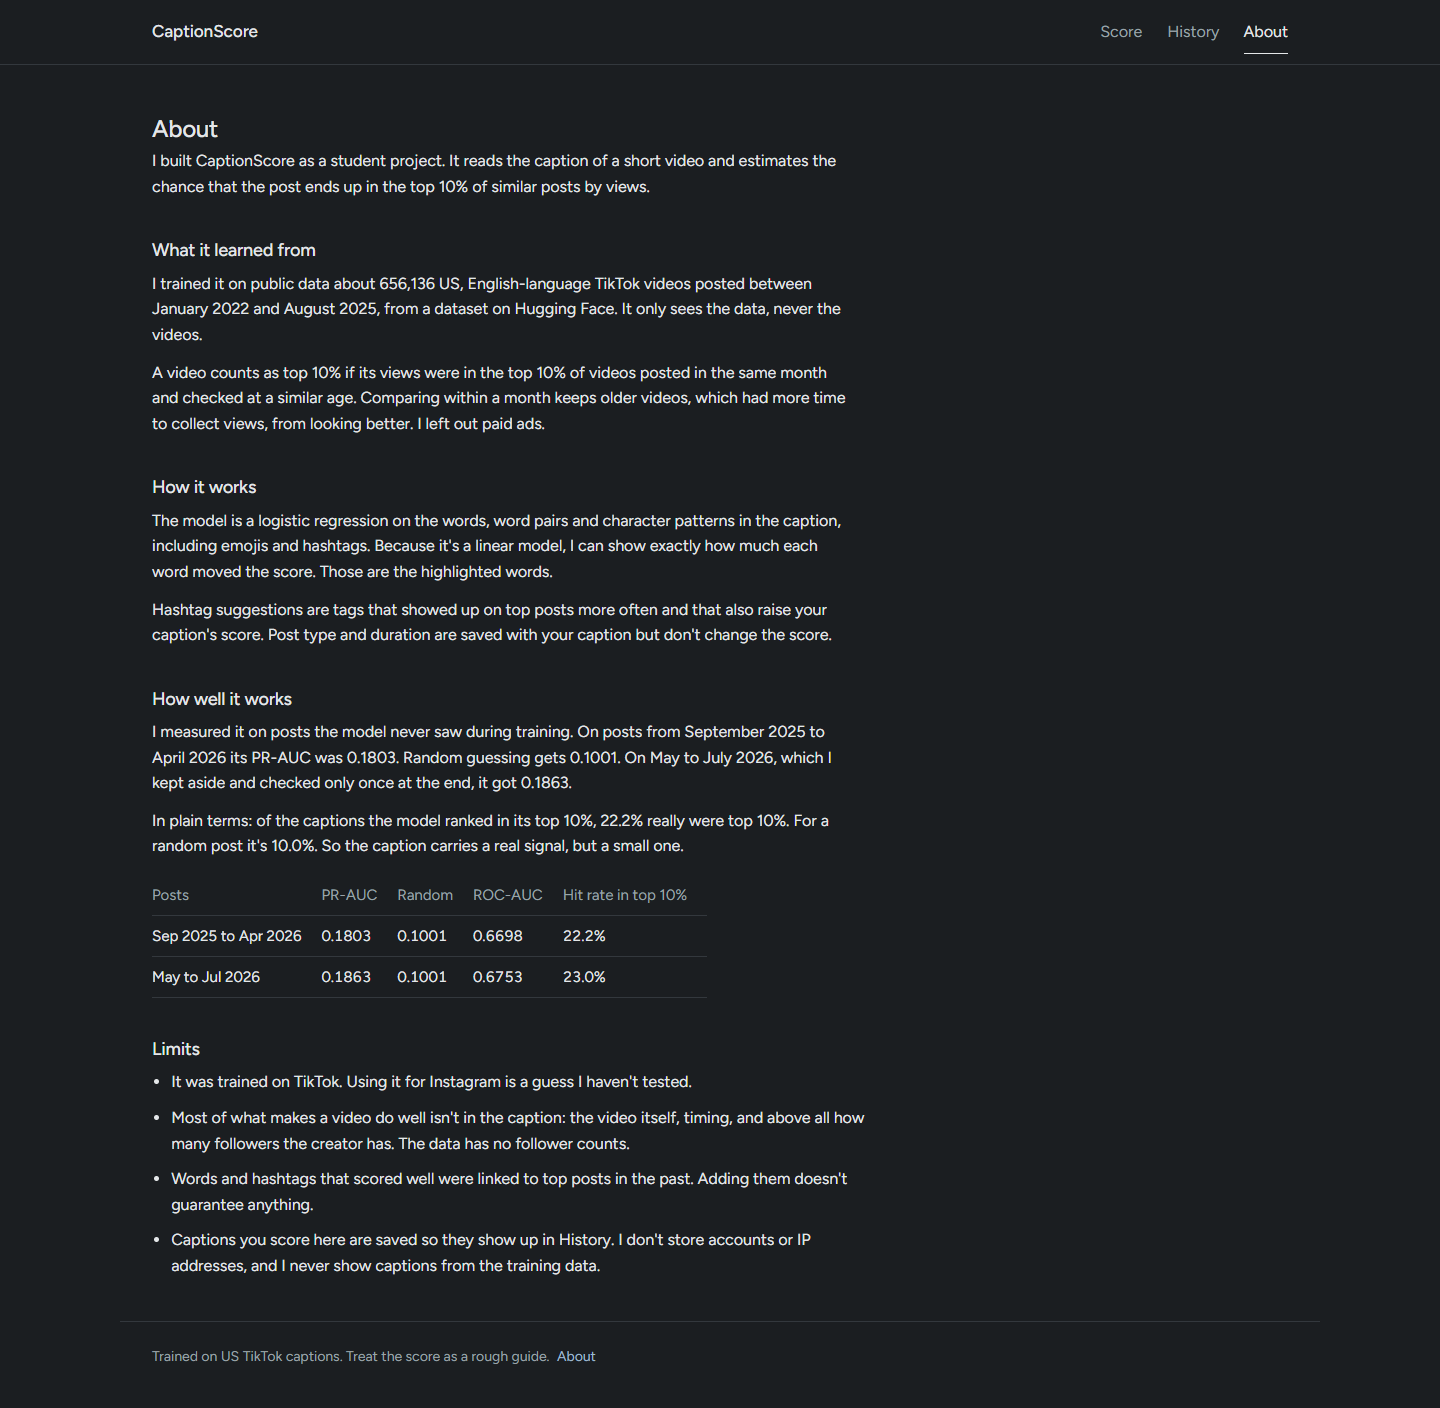 CaptionScore
Score History About
About
I built CaptionScore as a student project. It reads the caption of a short video and estimates the
chance that the post ends up in the top 10% of similar posts by views.
What it learned from
I trained it on public data about 656,136 US, English-language TikTok videos posted between
January 2022 and August 2025, from a dataset on Hugging Face. It only sees the data, never the
videos.
A video counts as top 10% if its views were in the top 10% of videos posted in the same month
and checked at a similar age. Comparing within a month keeps older videos, which had more time
to collect views, from looking better. I left out paid ads.
How it works
The model is a logistic regression on the words, word pairs and character patterns in the caption,
including emojis and hashtags. Because it's a linear model, I can show exactly how much each
word moved the score. Those are the highlighted words.
Hashtag suggestions are tags that showed up on top posts more often and that also raise your
caption's score. Post type and duration are saved with your caption but don't change the score.
How well it works
I measured it on posts the model never saw during training. On posts from September 2025 to
April 2026 its PR-AUC was 0.1803. Random guessing gets 0.1001. On May to July 2026, which I
kept aside and checked only once at the end, it got 0.1863.
In plain terms: of the captions the model ranked in its top 10%, 22.2% really were top 10%. For a
random post it's 10.0%. So the caption carries a real signal, but a small one.
Posts PR-AUC Random ROC-AUC Hit rate in top 10%
Sep 2025 to Apr 2026 0.1803 0.1001 0.6698 22.2%
May to Jul 2026 0.1863 0.1001 0.6753 23.0%
Limits
• It was trained on TikTok. Using it for Instagram is a guess I haven't tested.
• Most of what makes a video do well isn't in the caption: the video itself, timing, and above all how
many followers the creator has. The data has no follower counts.
• Words and hashtags that scored well were linked to top posts in the past. Adding them doesn't
guarantee anything.
• Captions you score here are saved so they show up in History. I don't store accounts or IP
addresses, and I never show captions from the training data.
Trained on US TikTok captions. Treat the score as a rough guide. About